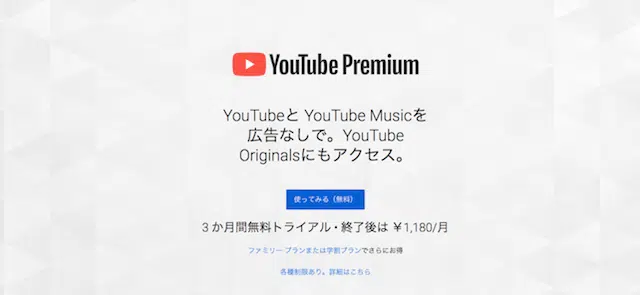 YouTube Premium
YouTubeと YouTube Musicを
広告なしで。YouTube
Originalsにもアクセス。
使ってみる（無料）
3 か月間無料トライアル・終了後は ￥1,180/月
ファミリー プランまたは学割プランでさらにお得
各種制限あり。詳細はこちら